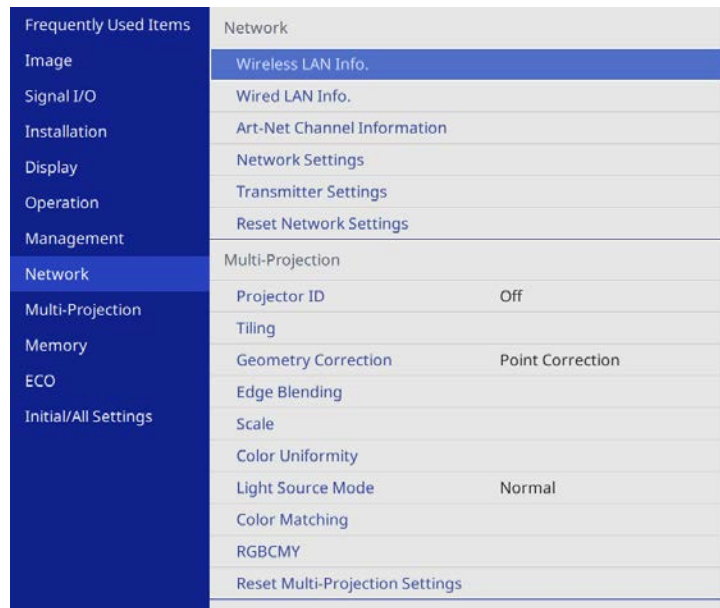 Frequently Used Items
Image
Signal I/O
Installation
Display
Operation
Management
Network
Multi-Projection
Memory
ECO
Initial/All Settings
Network
Wireless LAN Info.
Wired LAN Info.
Art-Net Channel Information
Network Settings
Transmitter Settings
Reset Network Settings
Multi-Projection
Projector ID Off
Tiling
Geometry Correction Point Correction
Edge Blending
Scale
Color Uniformity
Light Source Mode Normal
Color Matching
RGBCMY
Reset Multi-Projection Settings